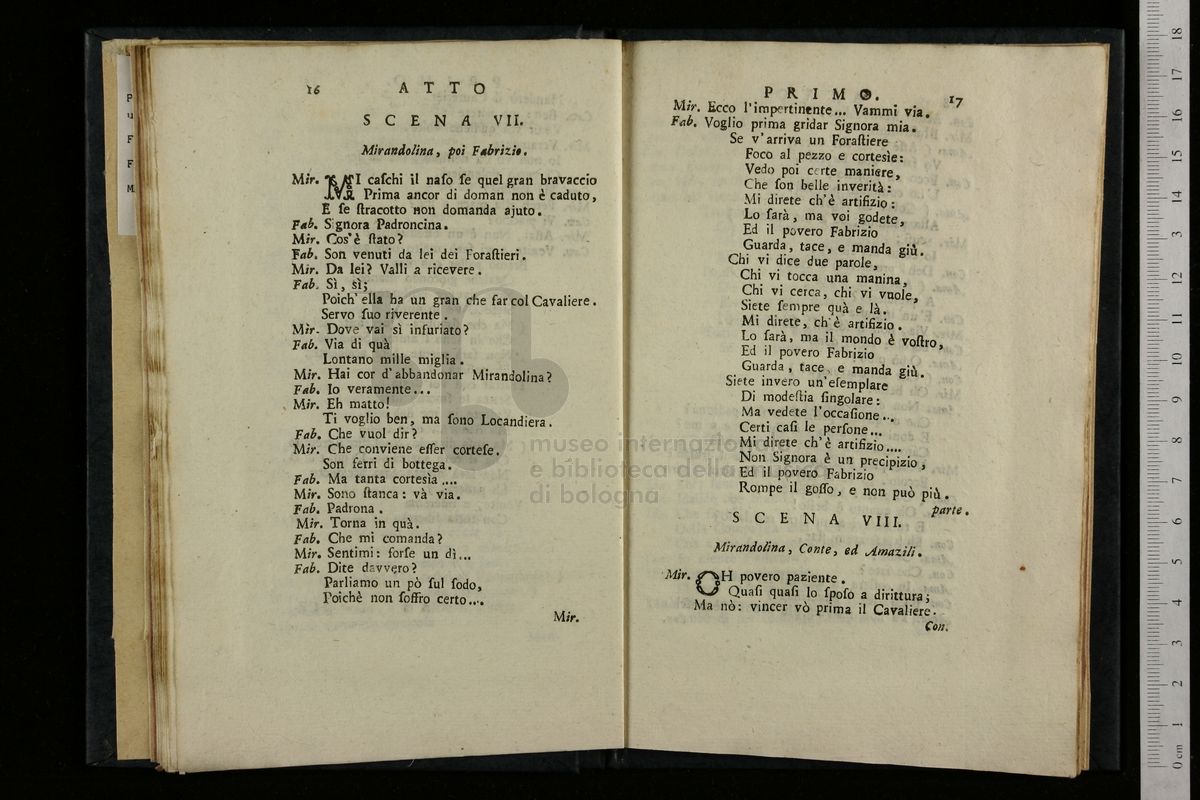 16 ATTO
SCENA VII.
Mirandolina, poi Fabrizio.
Mir. MI caſchi il naſo ſe quel gran bravaccio
Prima ancor di doman non è caduto,
E ſe ſtracotto non domanda ajuto.
Fab. Signora Padroncina.
Mir. Cos'è ſtato?
Fab. Son venuti da lei dei Foraſtieri.
Mir. Da lei? Valli a ricevere.
Fab. Sì, sì;
Poich' ella ha un gran che far col Cavaliere.
Servo ſuo riverente.
Mir. Dove vai sì infuriato?
Fab. Via di quà
Lontano mille miglia.
Mir. Hai cor d'abbandonar Mirandolina?
Fab. Io veramente...
Mir. Eh matto!
Ti voglio ben, ma ſono Locandiera.
Fab. Che vuol dir?
Mir. Che conviene eſſer corteſe.
Son ferri di bottega.
Fab. Ma tanta cortesìa ....
Mir. Sono ſtanca: và via.
Fab. Padrona.
Mir. Torna in quà.
Fab. Che mi comanda?
Mir. Sentimi: forſe un dì...
Fab. Dite davvero?
Parliamo un pò ſul ſodo,
Poichè non ſoffro certo....
Mir.
PRIMO. 17
Mir. Ecco l'impertinente... Vammi via.
Fab. Voglio prima gridar Signora mia.
Se v'arriva un Foraſtiere
Foco al pezzo e cortesìe:
Vedo poi certe maniere,
Che ſon belle inverità:
Mi direte ch'è artifizio:
Lo ſarà, ma voi godete,
Ed il povero Fabrizio
Guarda, tace, e manda giù.
Chi vi dice due parole,
Chi vi tocca una manina,
Chi vi cerca, chi vi vuole,
Siete ſempre quà e là.
Mi direte, ch'è artifizio.
Lo ſarà, ma il mondo è voſtro,
Ed il povero Fabrizio
Guarda, tace, e manda giù.
Siete invero un'eſemplare
Di modeſtia ſingolare:
Ma vedete l'occaſione...
Certi caſi le perſone...
Mi direte ch'è artifizio....
Non Signora è un precipizio,
Ed il povero Fabrizio
Rompe il goſſo, e non può più.
parte.
SCENA VIII.
Mirandolina, Conte, ed Amazili.
Mir. OH povero paziente.
Quaſi quaſi lo ſpoſo a dirittura;
Ma nò: vincer vò prima il Cavaliere.
Con.
museo internazio
e biblioteca della
di bologna